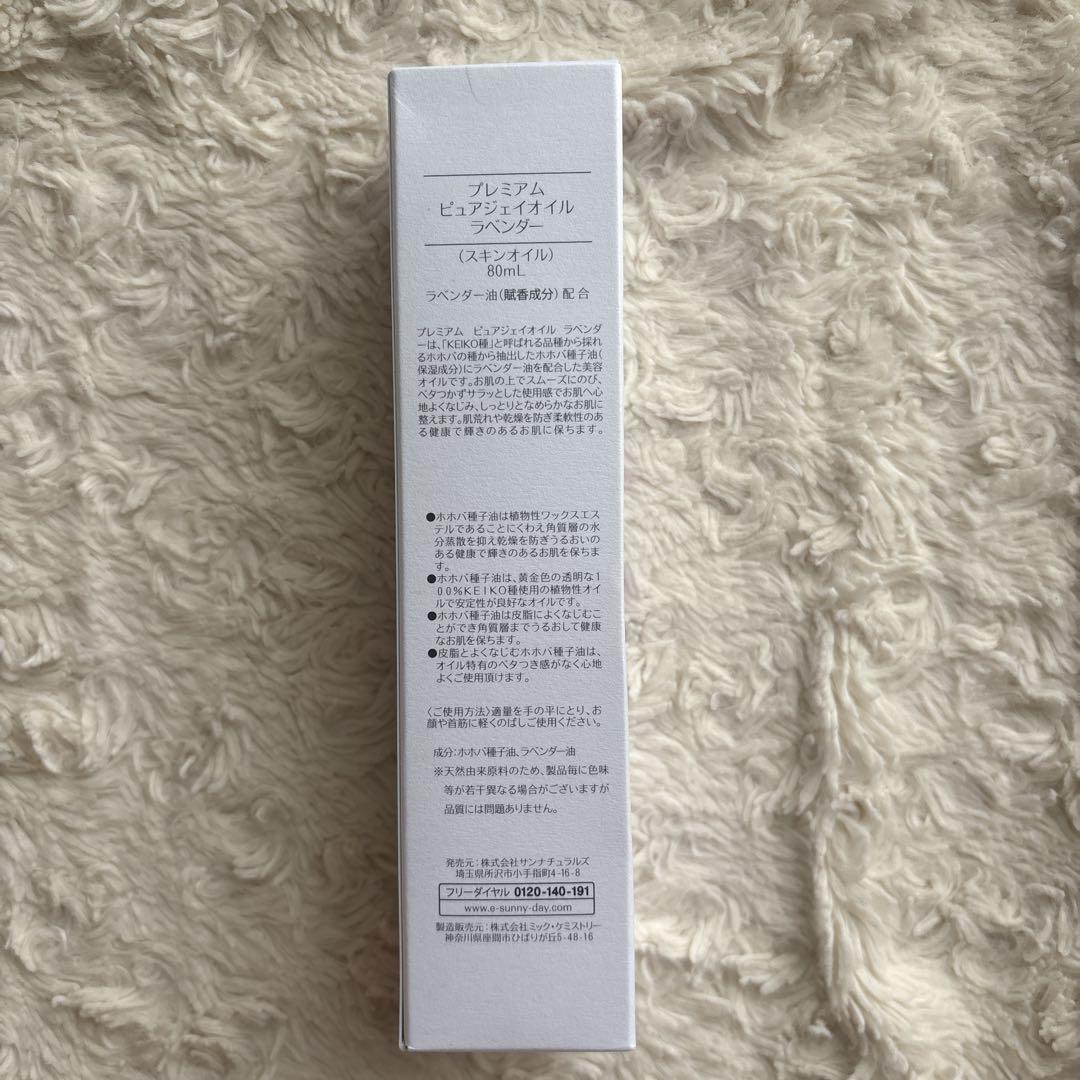 プレミアム
ピュアジェイオイル
ラベンダー
(スキンオイル)
80mL
ラベンダー油(賦香成分)配合
プレミアム ピュアジェイオイル ラベンダ
ーは、「KEIKO種」と呼ばれる品種から採れ
るホホバの種から抽出したホホバ種子油(
保湿成分)にラベンダー油を配合した美容
オイルです。お肌の上でスムーズにのび、
ベタつかずサラッとした使用感でお肌へ心
地よくなじみ、しっとりとなめらかなお肌に
整えます。肌荒れや乾燥を防ぎ柔軟性のあ
る健康で輝きのあるお肌に保ちます。
●ホホバ種子油は植物性ワックスエス
テルであることにくわえ角質層の水
分蒸散を抑え乾燥を防ぎうるおいの
ある健康で輝きのあるお肌を保ちま
す。
●ホホバ種子油は、黄金色の透明な1
00%KEIKO種使用の植物性オイ
ルで安定性が良好なオイルです。
●ホホバ種子油は皮脂によくなじむこ
とができ角質層までうるおして健康
なお肌を保ちます。
●皮脂とよくなじむホホバ種子油は、
オイル特有のベタつき感がなく心地
よくご使用頂けます。
〈ご使用方法〉適量を手の平にとり、お
顔や首筋に軽くのばしご使用ください。
成分:ホホバ種子油、ラベンダー油
※天然由来原料のため、製品毎に色味
等が若干異なる場合がございますが
品質には問題ありません。
発売元:株式会社サンナチュラルズ
埼玉県所沢市小手指町4-16-8
フリーダイヤル 0120-140-191
www.e-sunny-day.com
製造販売元:株式会社ミック・ケミストリー
神奈川県座間市ひばりが丘5-48-16